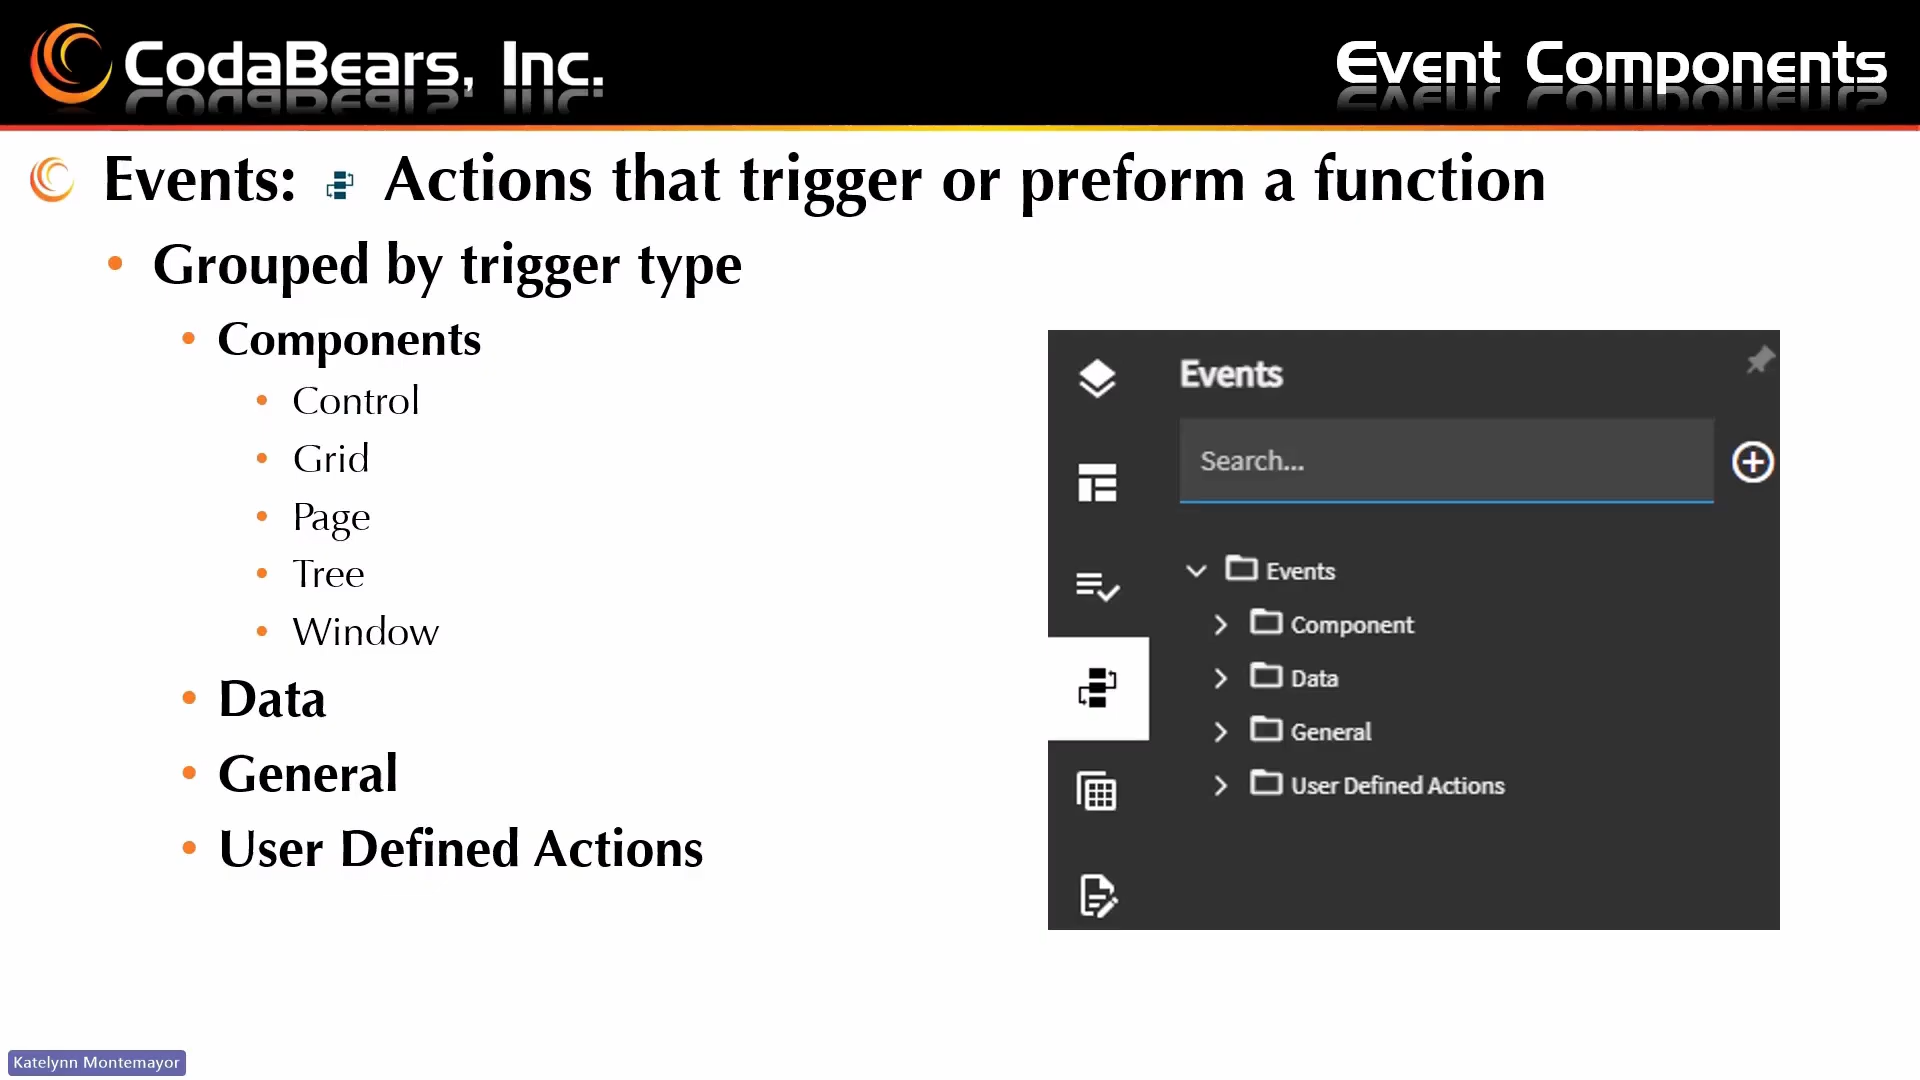 CodaBears, Inc.
Event Components
Events: Actions that trigger or preform a function
Grouped by trigger type
Components
Control
Grid
Page
Tree
Window
Data
General
User Defined Actions
Events
Search...
Events
Component
Data
General
User Defined Actions
Katelynn Montemayor